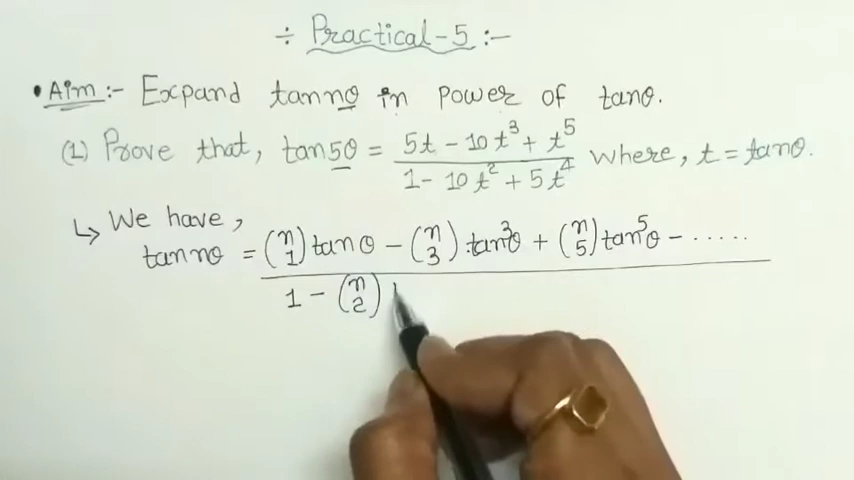 ÷ Practical-5 :-
• Aim :- Expand tannθ in power of tanθ.
(1) Prove that, tan5θ = (5t - 10t³ + t⁵) / (1 - 10t² + 5t⁴) where, t = tanθ.
↳ We have,
tannθ = (n 1) tanθ - (n 3) tan³θ + (n 5) tan⁵θ - ......
1 - (n 2)